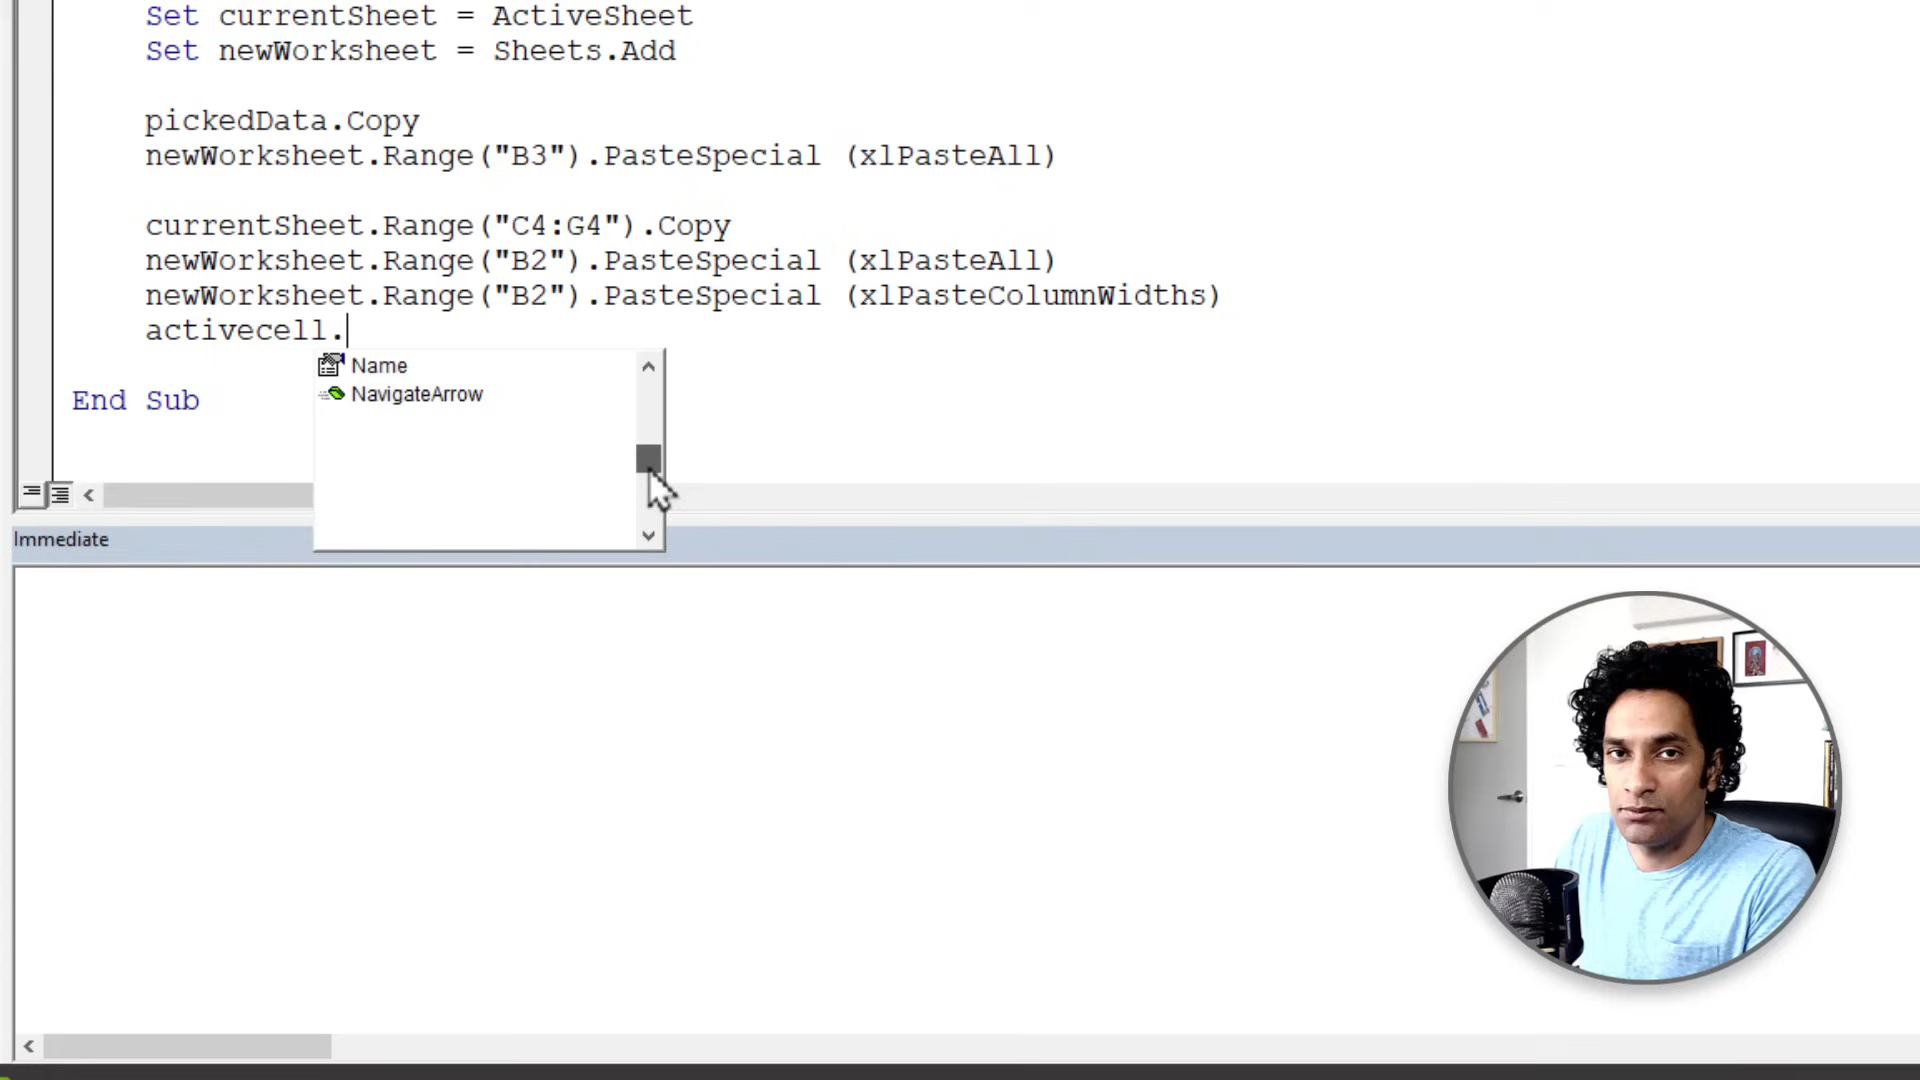 Set currentSheet = ActiveSheet
Set newWorksheet = Sheets.Add
pickedData.Copy
newWorksheet.Range("B3").PasteSpecial (xlPasteAll)
currentSheet.Range("C4:G4").Copy
newWorksheet.Range("B2").PasteSpecial (xlPasteAll)
newWorksheet.Range("B2").PasteSpecial (xlPasteColumnWidths)
activecell.
Name
NavigateArrow
End Sub
Immediate